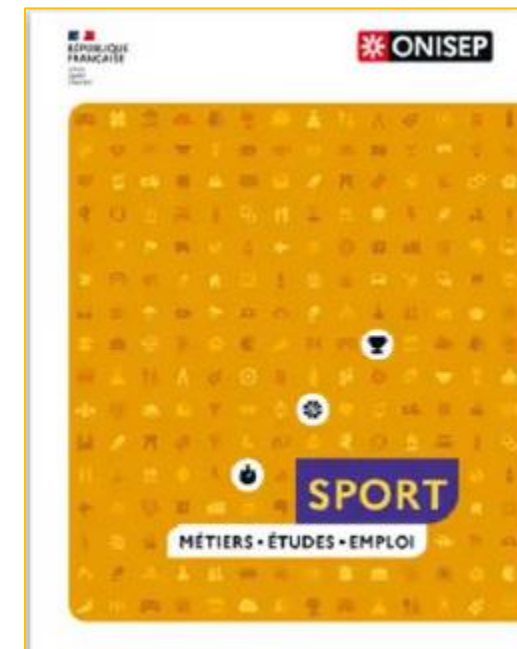 RÉPUBLIQUE
FRANÇAISE
ONISEP
SPORT
MÉTIERS • ÉTUDES • EMPLOI